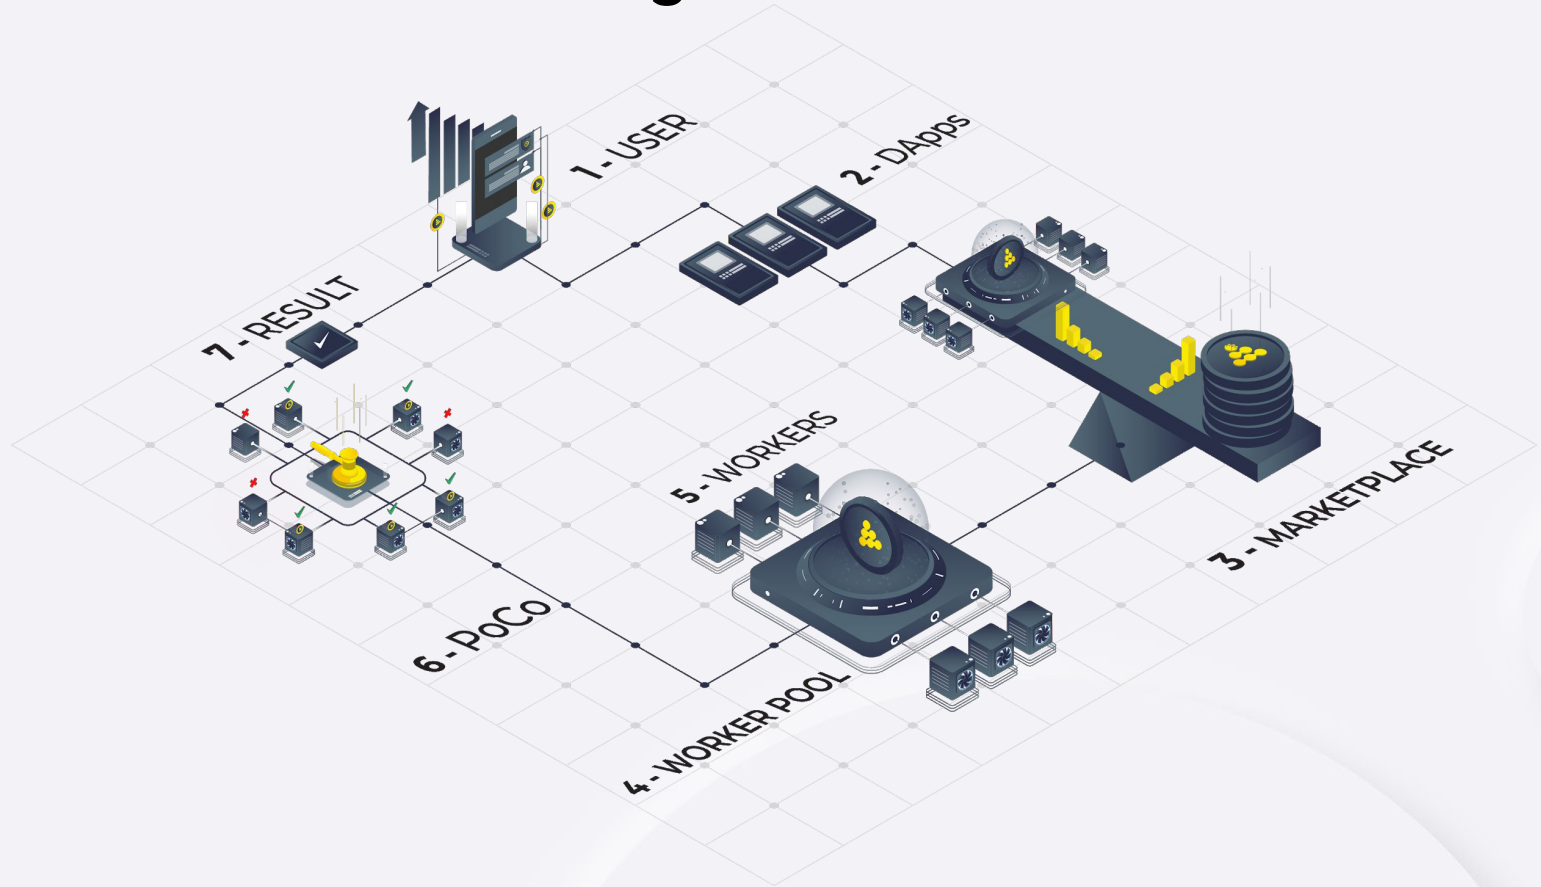 1 - USER
2 - DApps
3 - MARKETPLACE
4 - WORKER POOL
5 - WORKERS
6 - PoCo
7 - RESULT